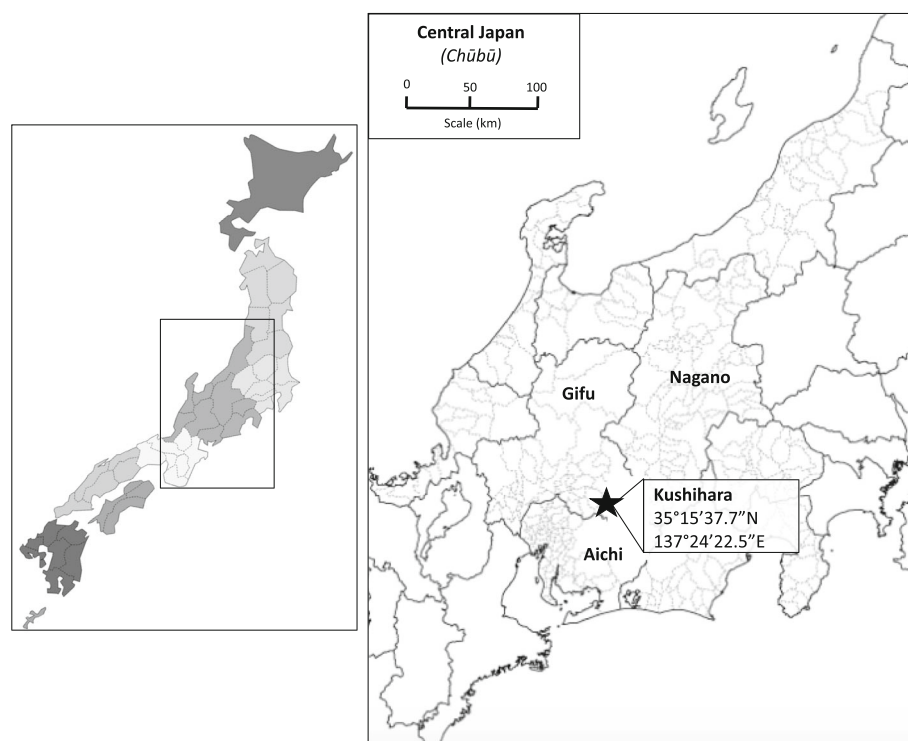 Central Japan
(Chūbū)
0 50 100
Scale (km)
Nagano
Gifu
Kushihara
35°15’37.7”N
137°24’22.5”E
Aichi